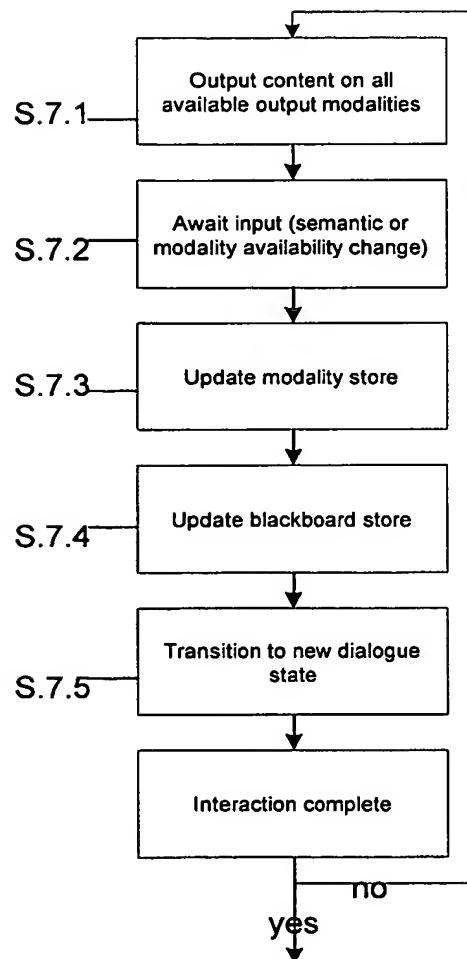 Output content on all
available output modalities
S.7.1
Await input (semantic or
modality availability change)
S.7.2
Update modality store
S.7.3
Update blackboard store
S.7.4
Transition to new dialogue
state
S.7.5
Interaction complete
no
yes